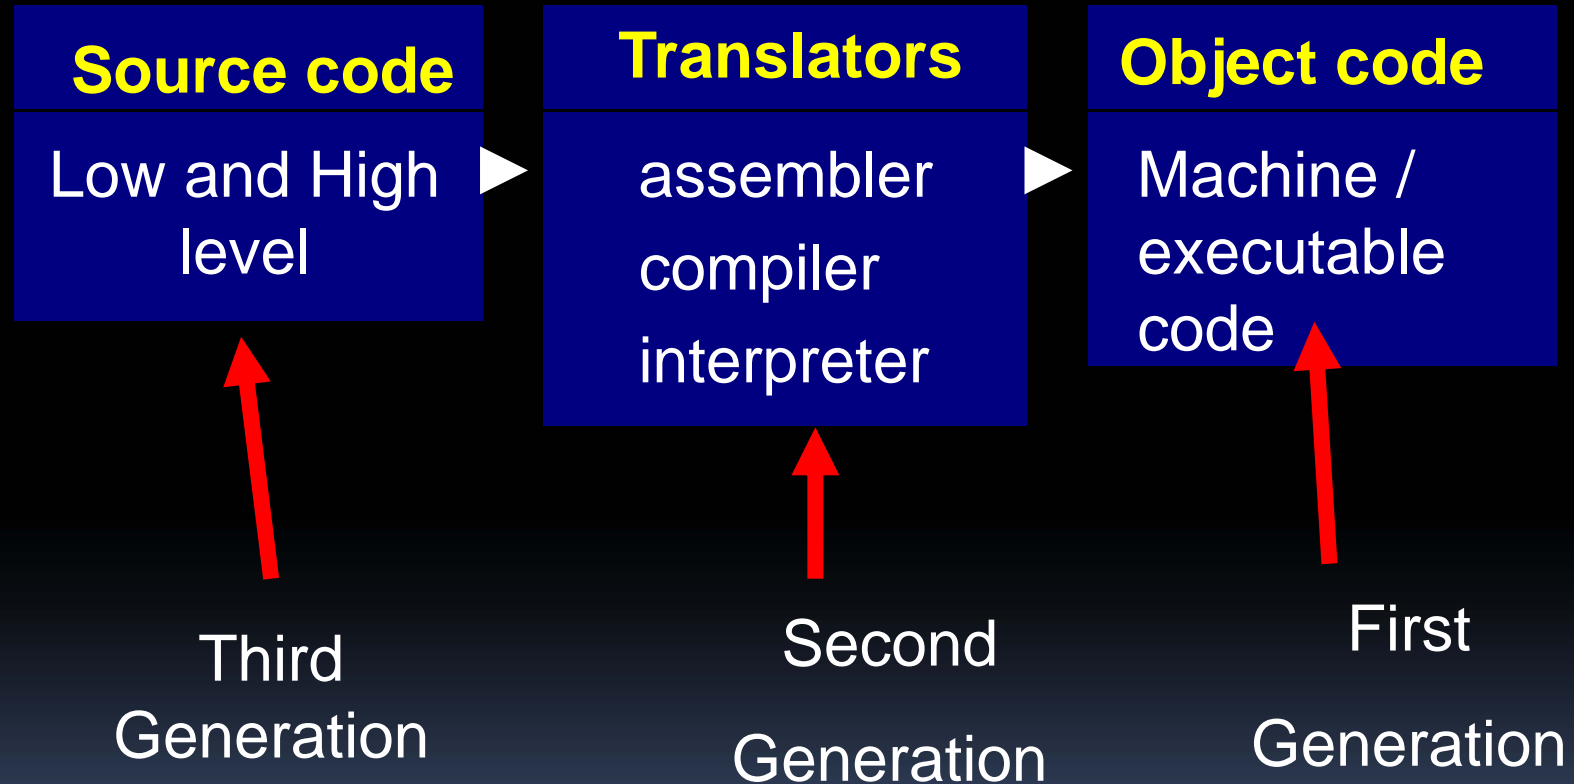 Source code
Low and High
level
Translators
assembler
compiler
interpreter
Object code
Machine /
executable
code
Third
Generation
Second
Generation
First
Generation